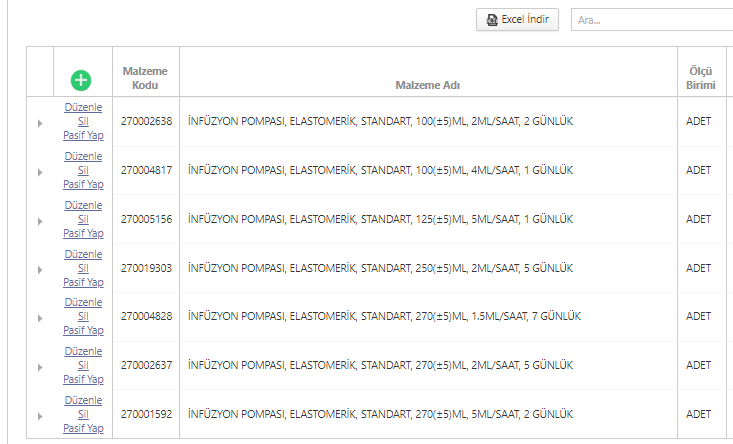 Excel İndir
Ara...
Malzeme
Kodu
Malzeme Adı
Ölçü
Birimi
Düzenle
Sil
Pasif Yap
270002638 İNFÜZYON POMPASI, ELASTOMERİK, STANDART, 100(±5)ML, 2ML/SAAT, 2 GÜNLÜK ADET
Düzenle
Sil
Pasif Yap
270004817 İNFÜZYON POMPASI, ELASTOMERİK, STANDART, 100(±5)ML, 4ML/SAAT, 1 GÜNLÜK ADET
Düzenle
Sil
Pasif Yap
270005156 İNFÜZYON POMPASI, ELASTOMERİK, STANDART, 125(±5)ML, 5ML/SAAT, 1 GÜNLÜK ADET
Düzenle
Sil
Pasif Yap
270019303 İNFÜZYON POMPASI, ELASTOMERİK, STANDART, 250(±5)ML, 2ML/SAAT, 5 GÜNLÜK ADET
Düzenle
Sil
Pasif Yap
270004828 İNFÜZYON POMPASI, ELASTOMERİK, STANDART, 270(±5)ML, 1.5ML/SAAT, 7 GÜNLÜK ADET
Düzenle
Sil
Pasif Yap
270002637 İNFÜZYON POMPASI, ELASTOMERİK, STANDART, 270(±5)ML, 2ML/SAAT, 5 GÜNLÜK ADET
Düzenle
Sil
Pasif Yap
270001592 İNFÜZYON POMPASI, ELASTOMERİK, STANDART, 270(±5)ML, 5ML/SAAT, 2 GÜNLÜK ADET